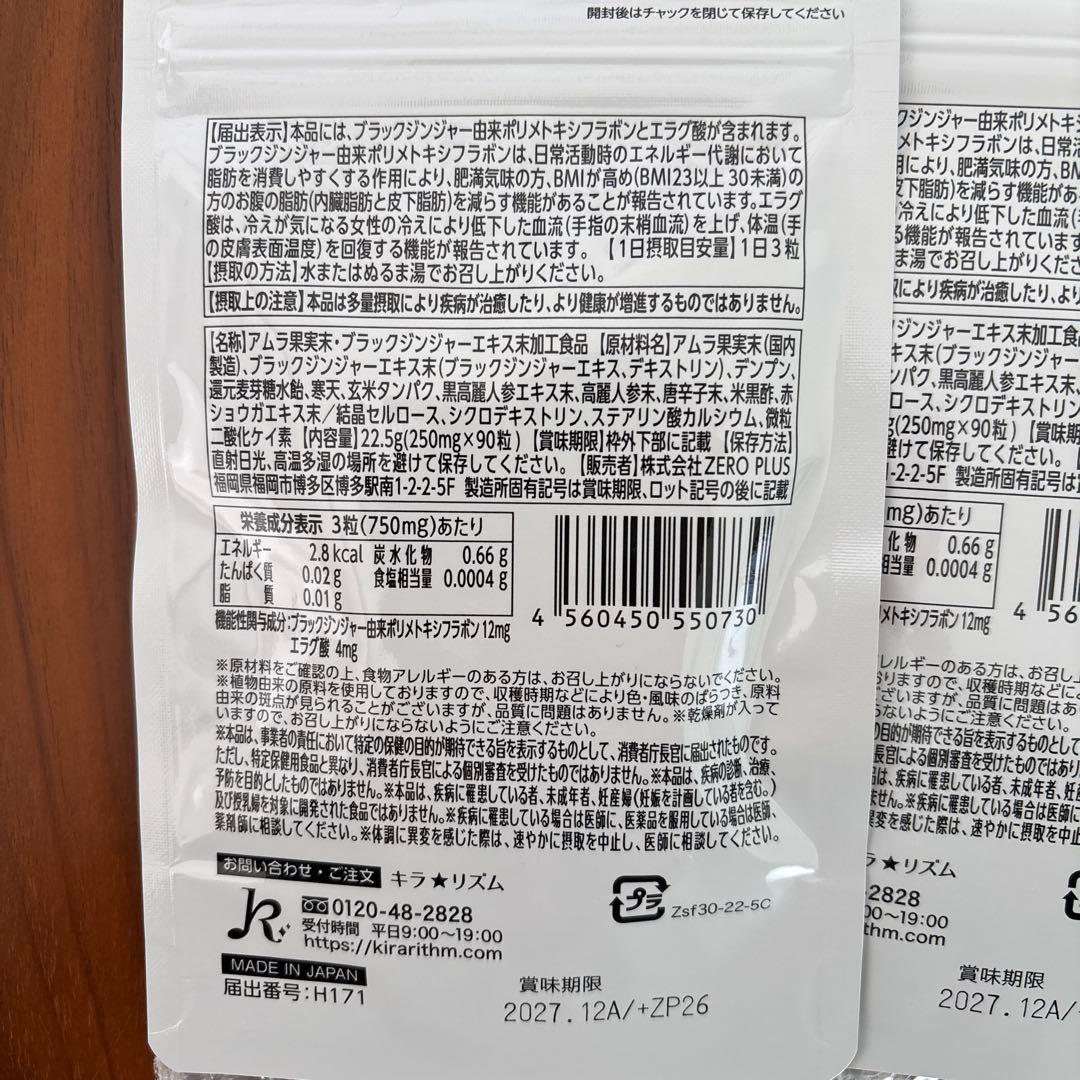 開封後はチャックを閉じて保存してください
【届出表示】本品には、ブラックジンジャー由来ポリメトキシフラボンとエラグ酸が含まれます。
ブラックジンジャー由来ポリメトキシフラボンは、日常活動時のエネルギー代謝において
脂肪を消費しやすくする作用により、肥満気味の方、BMIが高め(BMI23以上30未満)の
方のお腹の脂肪(内臓脂肪と皮下脂肪)を減らす機能があることが報告されています。エラグ
酸は、冷えが気になる女性の冷えにより低下した血流(手指の末梢血流)を上げ、体温(手
の皮膚表面温度)を回復する機能が報告されています。 【1日摂取目安量】1日3粒
【摂取の方法】水またはぬるま湯でお召し上がりください。
【摂取上の注意】本品は多量摂取により疾病が治癒したり、より健康が増進するものではありません。
【名称】アムラ果実末・ブラックジンジャーエキス末加工食品 【原材料名】アムラ果実末(国内
製造)、ブラックジンジャーエキス末(ブラックジンジャーエキス、デキストリン)、デンプン、
還元麦芽糖水飴、寒天、玄米タンパク、黒高麗人参エキス末、高麗人参末、唐辛子末、米黒酢、赤
ショウガエキス末/結晶セルロース、シクロデキストリン、ステアリン酸カルシウム、微粒
二酸化ケイ素 【内容量】22.5g(250mg×90粒) 【賞味期限】枠外下部に記載 【保存方法】
直射日光、高温多湿の場所を避けて保存してください。 【販売者】株式会社ZERO PLUS
福岡県福岡市博多区博多駅南1-2-2-5F 製造所固有記号は賞味期限、ロット記号の後に記載
栄養成分表示 3粒(750mg)あたり
エネルギー 2.8kcal 炭水化物 0.66g
たんぱく質 0.02g 食塩相当量 0.0004g
脂質 0.01g
機能性関与成分:ブラックジンジャー由来ポリメトキシフラボン 12mg
エラグ酸 4mg
4 560450 550730
※原材料をご確認の上、食物アレルギーのある方は、お召し上がりにならないでください。
※植物由来の原料を使用しておりますので、収穫時期などにより色・風味のばらつき、原料
由来の斑点が見られることがございますが、品質に問題はありません。※乾燥剤が入って
いますので、お召し上がりにならないようにご注意ください。
※本品は、事業者の責任において特定の保健の目的が期待できる旨を表示するものとして、消費者庁長官に届出されたものです。
ただし、特定保健用食品と異なり、消費者庁長官による個別審査を受けたものではありません。※本品は、疾病の診断、治療、
予防を目的としたものではありません。※本品は、疾病に罹患している者、未成年者、妊産婦(妊娠を計画している者を含む。)
及び授乳婦を対象に開発された食品ではありません。※疾病に罹患している場合は医師に、医薬品を服用している場合は医師、
薬剤師に相談してください。※体調に異変を感じた際は、速やかに摂取を中止し、医師に相談してください。
お問い合わせ・ご注文 キラ★リズム
0120-48-2828
受付時間 平日9:00〜19:00
https://kirarithm.com
プラ Zsf30-22-5C
MADE IN JAPAN
届出番号:H171
賞味期限
2027.12A/+ZP26